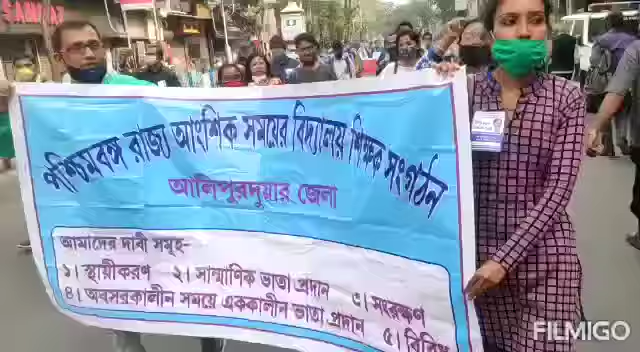 পশ্চিমবঙ্গ রাজ্য আংশিক সময়ের বিদ্যালয় শিক্ষক সংগঠন
আলিপুরদুয়ার জেলা
আমাদের দাবী সমূহ-
১। স্থায়ীকরণ ২। সাম্মাণিক ভাতা প্রদান ৩। সংরক্ষণ
৪। অবসরকালীন সময়ে এককালীন ভাতা প্রদান ৫।
FILMIGO